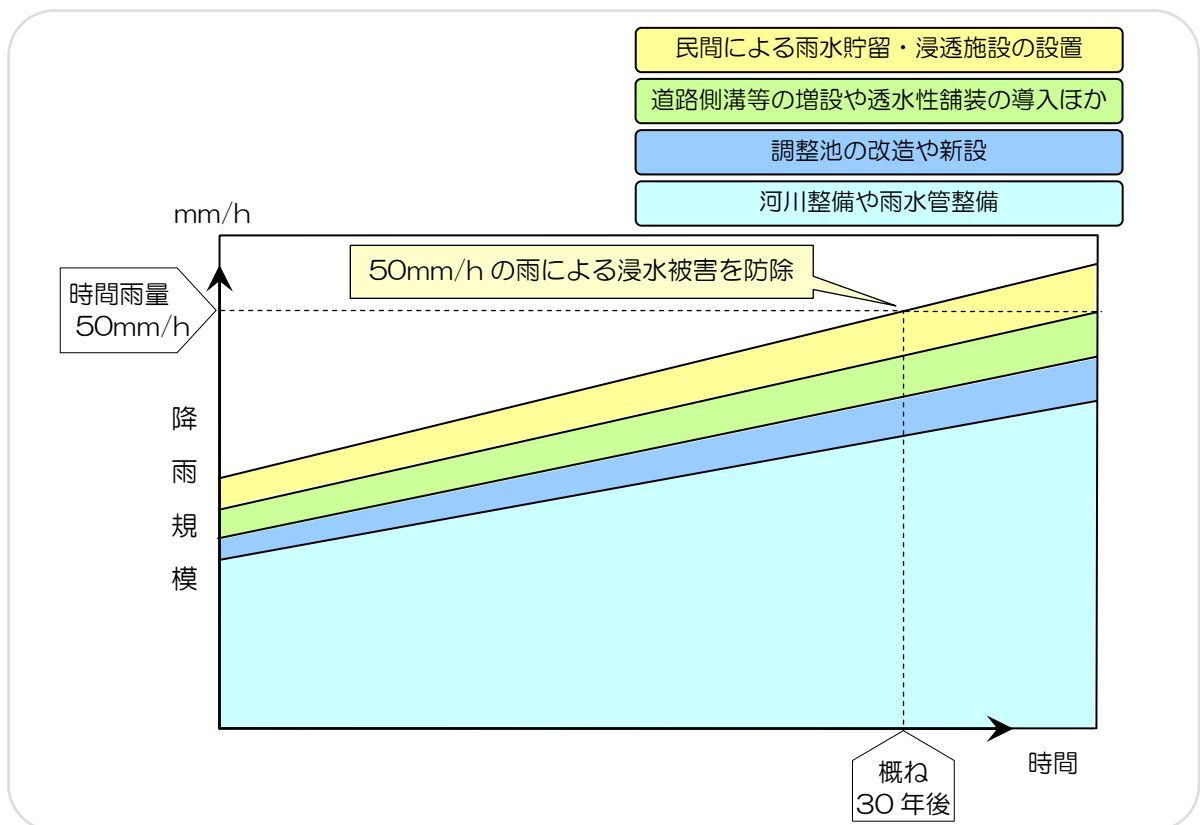 民間による雨水貯留・浸透施設の設置
道路側溝等の増設や透水性舗装の導入ほか
調整池の改造や新設
河川整備や雨水管整備
mm/h
50mm/h の雨による浸水被害を防除
時間雨量
50mm/h
降
雨
規
模
時間
概ね
30 年後